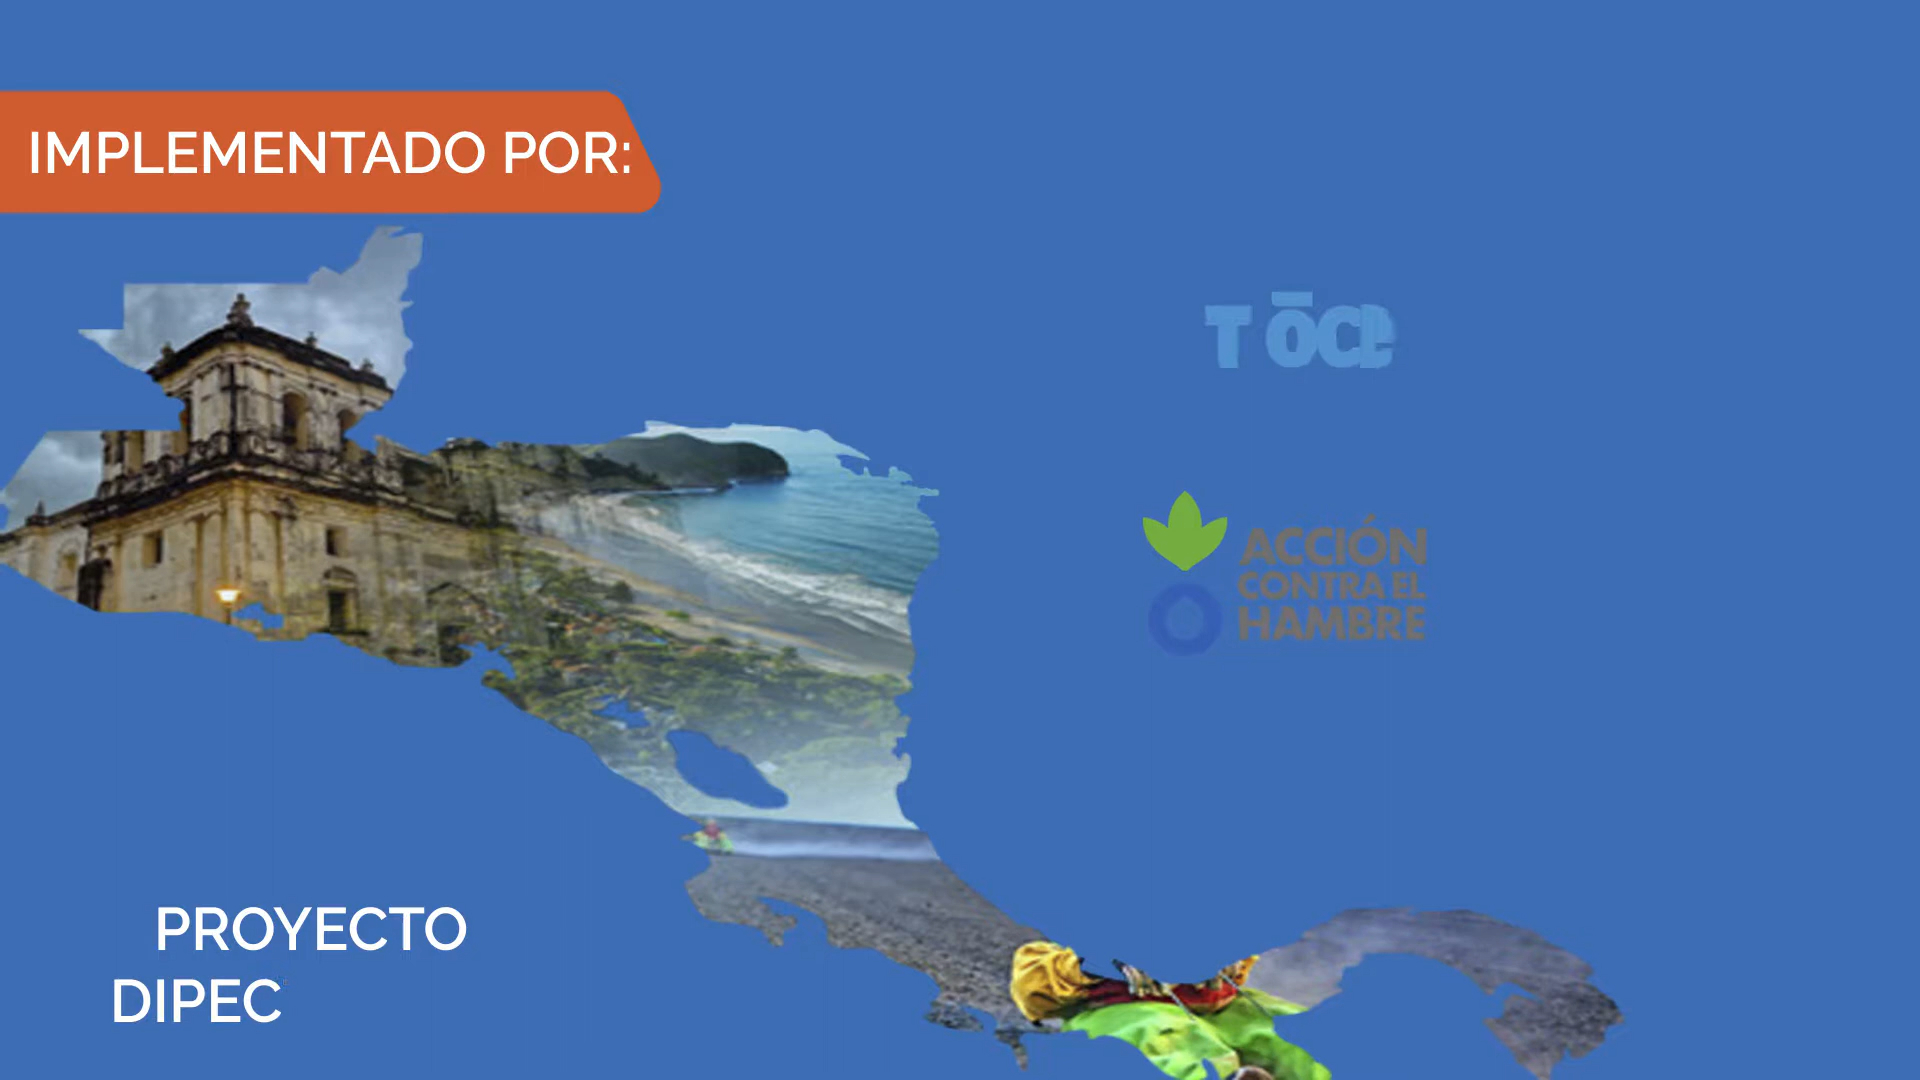 IMPLEMENTADO POR:
ACCIÓN
CONTRA EL
HAMBRE
PROYECTO
DIPEC